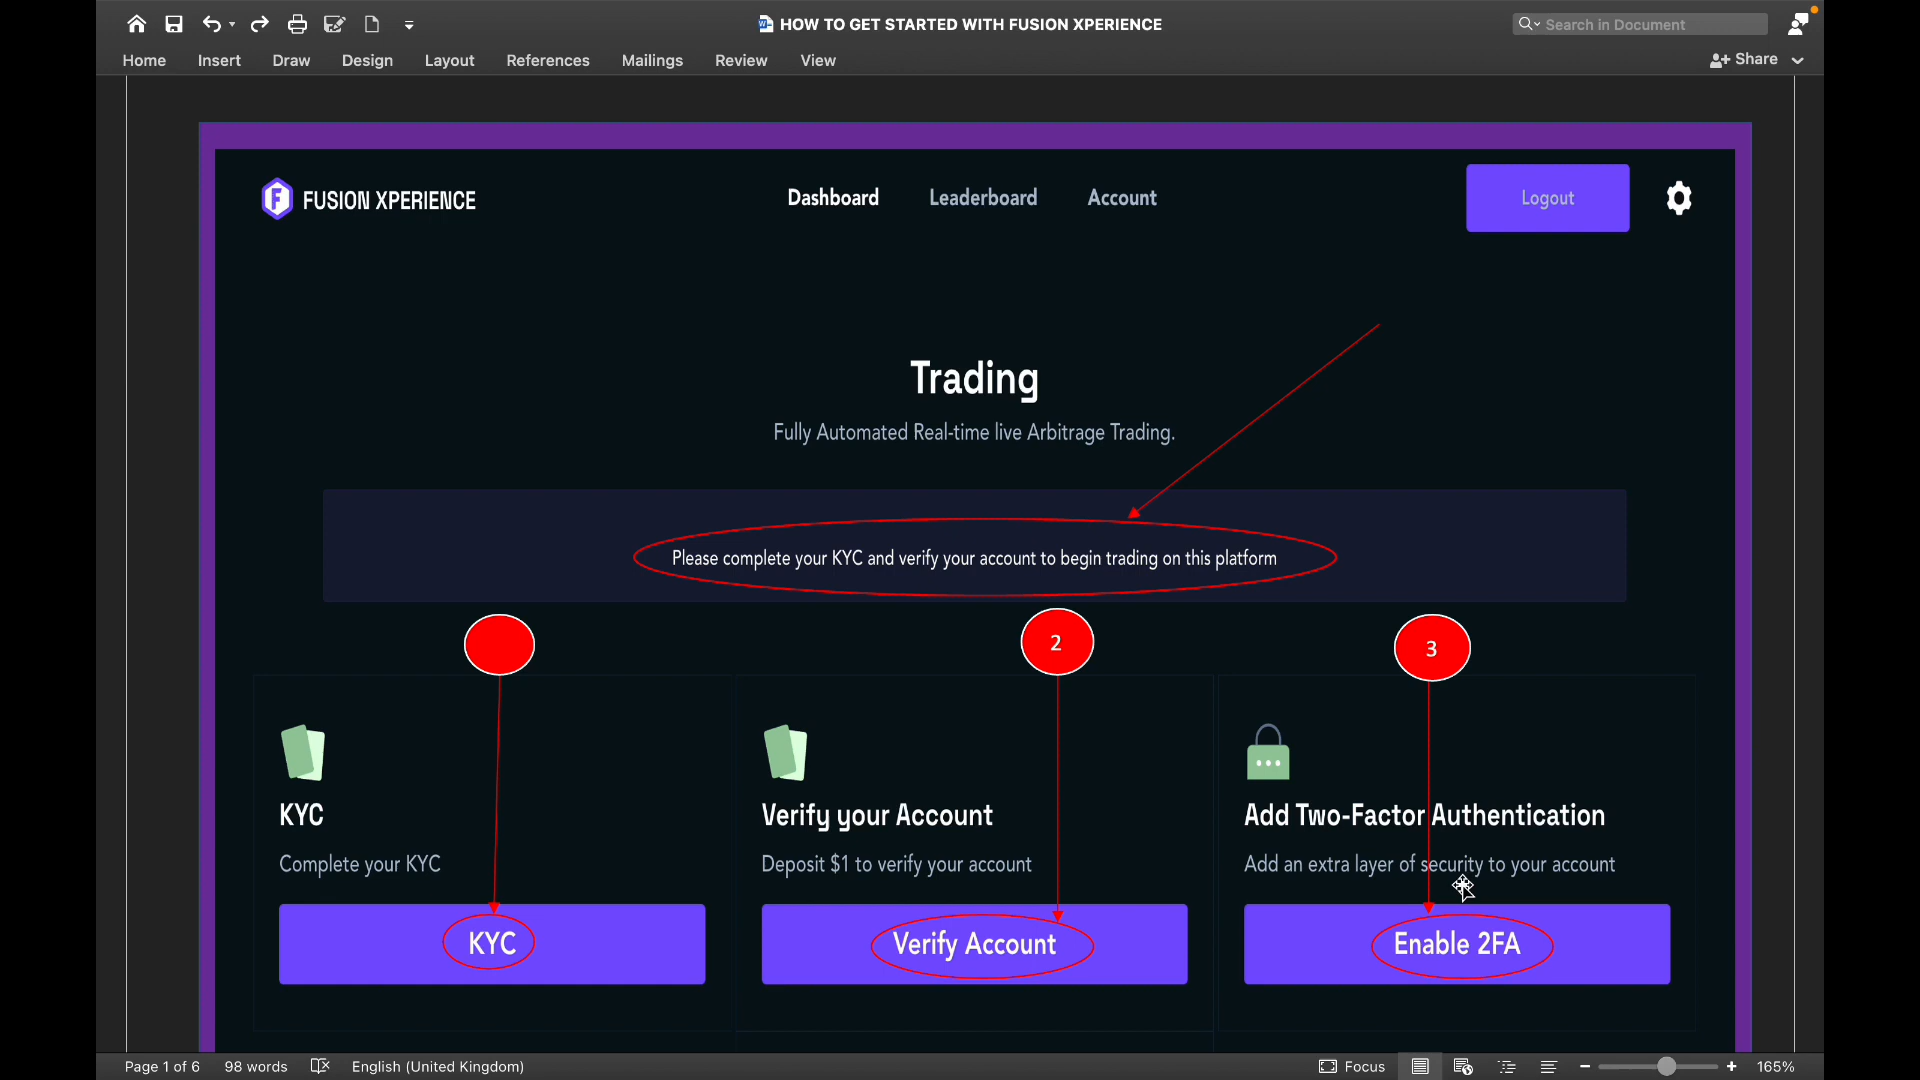 HOW TO GET STARTED WITH FUSION XPERIENCE
Search in Document
Home Insert Draw Design Layout References Mailings Review View
Share
FUSION XPERIENCE
Dashboard Leaderboard Account
Logout
Trading
Fully Automated Real-time live Arbitrage Trading.
Please complete your KYC and verify your account to begin trading on this platform
2
3
KYC
Complete your KYC
KYC
Verify your Account
Deposit $1 to verify your account
Verify Account
Add Two-Factor Authentication
Add an extra layer of security to your account
Enable 2FA
Page 1 of 6 98 words English (United Kingdom) Focus 165%